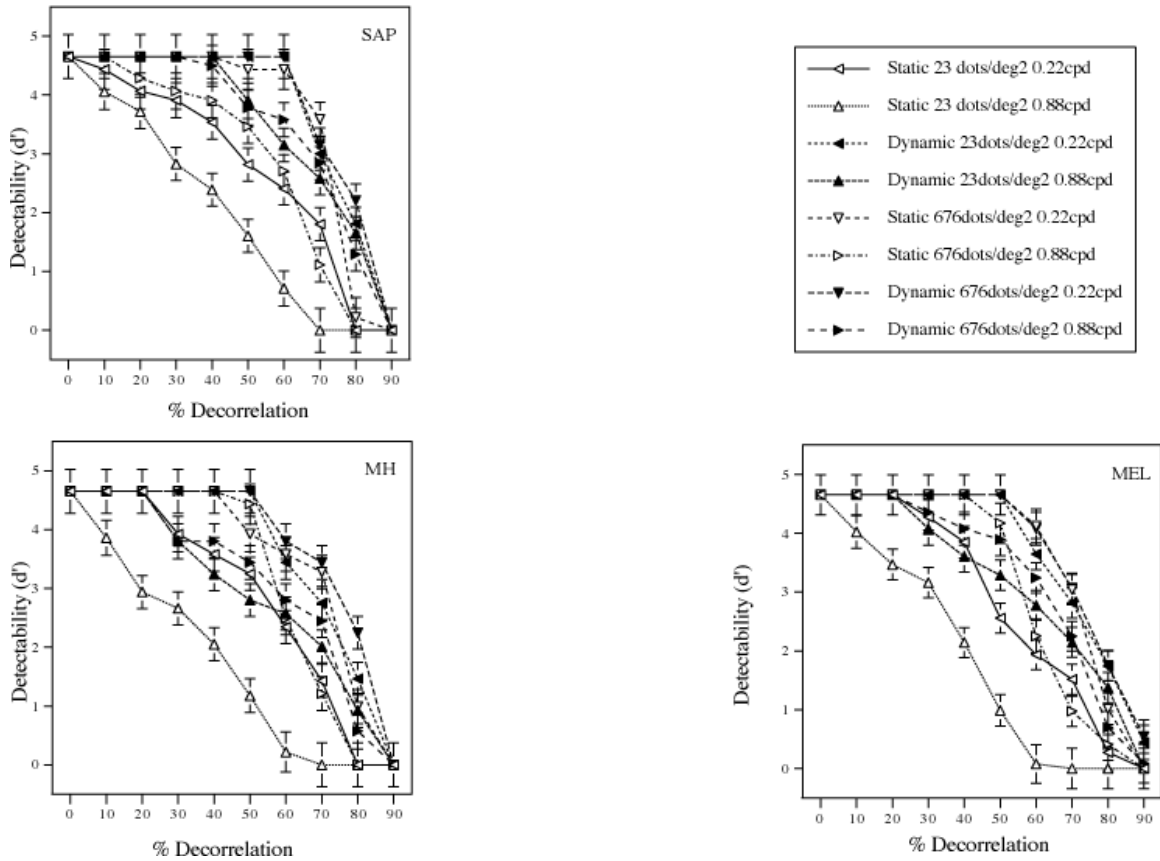 SAP
5
4
3
2
1
0
Detectability (d')
0 10 20 30 40 50 60 70 80 90
% Decorrelation
Static 23 dots/deg2 0.22cpd
Static 23 dots/deg2 0.88cpd
Dynamic 23dots/deg2 0.22cpd
Dynamic 23dots/deg2 0.88cpd
Static 676dots/deg2 0.22cpd
Static 676dots/deg2 0.88cpd
Dynamic 676dots/deg2 0.22cpd
Dynamic 676dots/deg2 0.88cpd
MH
5
4
3
2
1
0
Detectability (d')
0 10 20 30 40 50 60 70 80 90
% Decorrelation
MEL
5
4
3
2
1
0
Detectability (d')
0 10 20 30 40 50 60 70 80 90
% Decorrelation